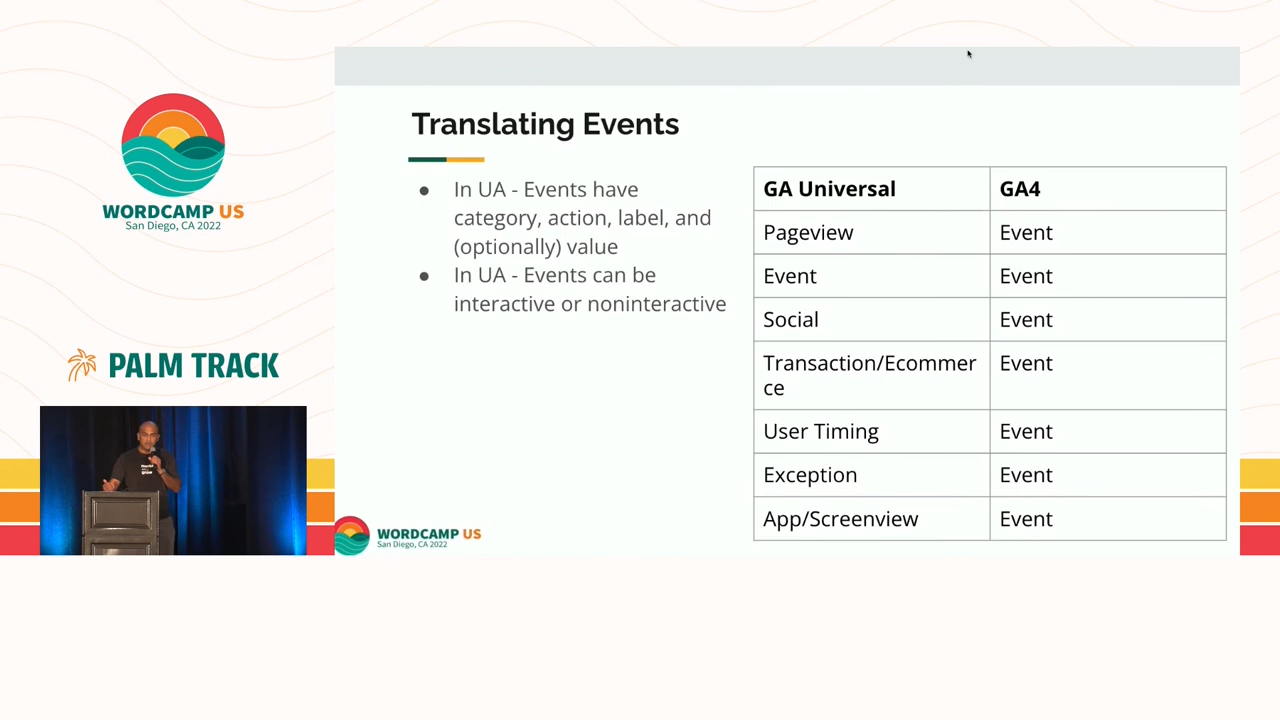 WORDCAMP US
San Diego, CA 2022
PALM TRACK
Translating Events
● In UA - Events have
category, action, label, and
(optionally) value
● In UA - Events can be
interactive or noninteractive
GA Universal GA4
Pageview Event
Event Event
Social Event
Transaction/Ecommer Event
ce
User Timing Event
Exception Event
App/Screenview Event
WORDCAMP US
San Diego, CA 2022